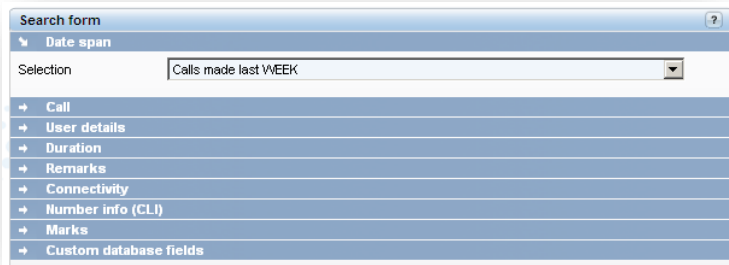 Search form ?
Date span
Selection Calls made last WEEK
Call
User details
Duration
Remarks
Connectivity
Number info (CLI)
Marks
Custom database fields